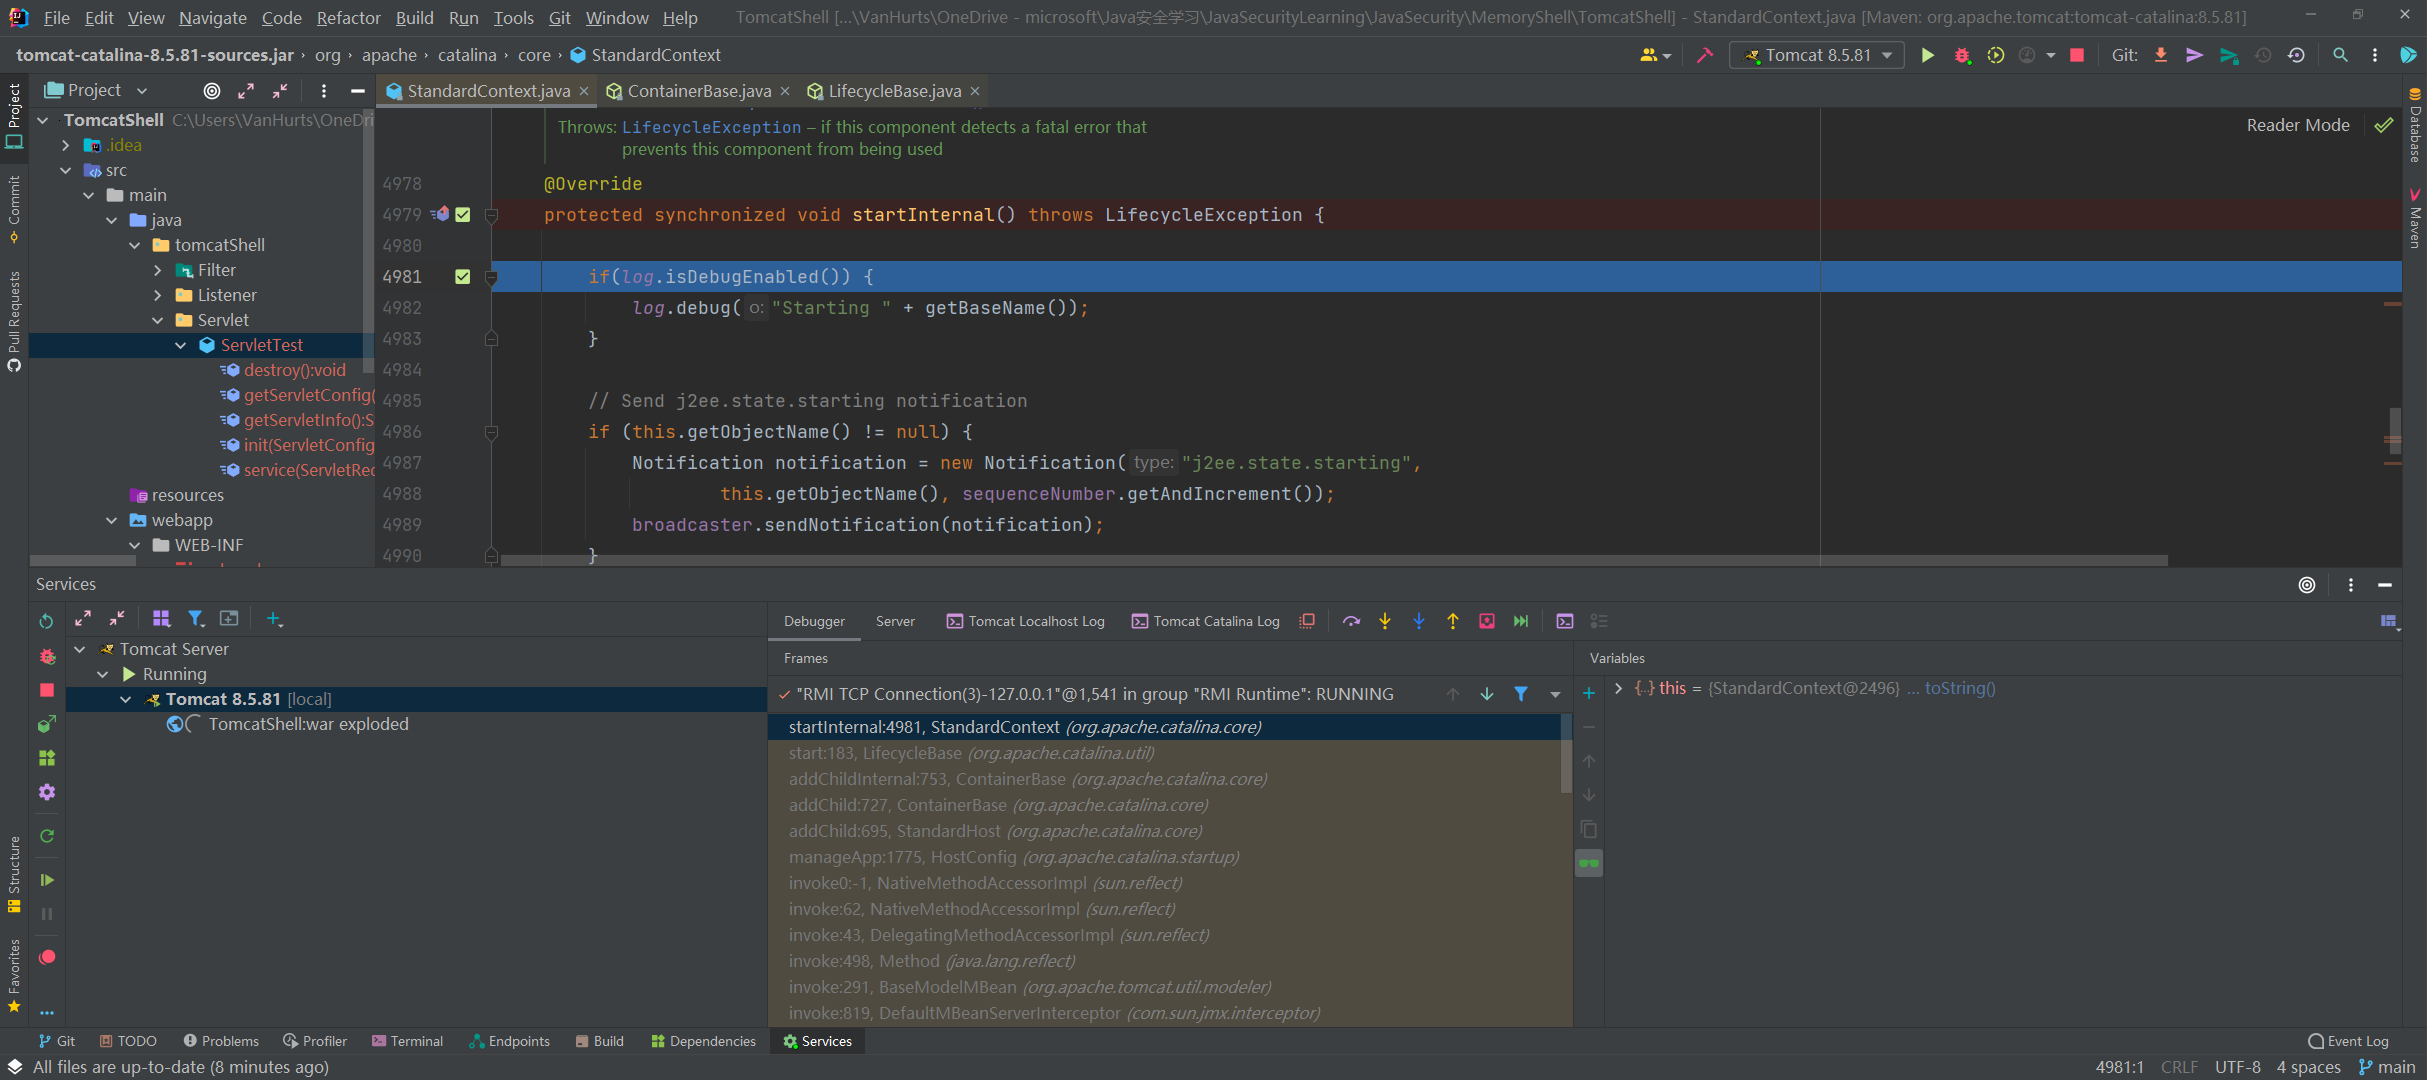 File Edit View Navigate Code Refactor Build Run Tools Git Window Help TomcatShell [...\VanHurts\OneDrive - microsoft\Java安全学习\JavaSecurityLearning\JavaSecurity\MemoryShell\TomcatShell] - StandardContext.java [Maven: org.apache.tomcat:tomcat-catalina:8.5.81]
tomcat-catalina-8.5.81-sources.jar › org › apache › catalina › core › StandardContext Tomcat 8.5.81 Git:
Project StandardContext.java × ContainerBase.java × LifecycleBase.java ×
Project
Commit
Pull Requests
Structure
Favorites
Database
Maven
TomcatShell C:\Users\VanHurts\OneDri
.idea
src
main
java
tomcatShell
Filter
Listener
Servlet
ServletTest
destroy():void
getServletConfig(
getServletInfo():S
init(ServletConfig
service(ServletRec
resources
webapp
WEB-INF
Throws: LifecycleException – if this component detects a fatal error that
prevents this component from being used
Reader Mode
4978 @Override
4979 protected synchronized void startInternal() throws LifecycleException {
4980
4981 if(log.isDebugEnabled()) {
4982 log.debug( o: "Starting " + getBaseName());
4983 }
4984
4985 // Send j2ee.state.starting notification
4986 if (this.getObjectName() != null) {
4987 Notification notification = new Notification( type: "j2ee.state.starting",
4988 this.getObjectName(), sequenceNumber.getAndIncrement());
4989 broadcaster.sendNotification(notification);
4990 }
Services
Tomcat Server
Running
Tomcat 8.5.81 [local]
TomcatShell:war exploded
Debugger Server Tomcat Localhost Log Tomcat Catalina Log
Frames
"RMI TCP Connection(3)-127.0.0.1"@1,541 in group "RMI Runtime": RUNNING
startInternal:4981, StandardContext (org.apache.catalina.core)
start:183, LifecycleBase (org.apache.catalina.util)
addChildInternal:753, ContainerBase (org.apache.catalina.core)
addChild:727, ContainerBase (org.apache.catalina.core)
addChild:695, StandardHost (org.apache.catalina.core)
manageApp:1775, HostConfig (org.apache.catalina.startup)
invoke0:-1, NativeMethodAccessorImpl (sun.reflect)
invoke:62, NativeMethodAccessorImpl (sun.reflect)
invoke:43, DelegatingMethodAccessorImpl (sun.reflect)
invoke:498, Method (java.lang.reflect)
invoke:291, BaseModelMBean (org.apache.tomcat.util.modeler)
invoke:819, DefaultMBeanServerInterceptor (com.sun.jmx.interceptor)
Variables
this = {StandardContext@2496} ... toString()
Git TODO Problems Profiler Terminal Endpoints Build Dependencies Services Event Log
All files are up-to-date (8 minutes ago) 4981:1 CRLF UTF-8 4 spaces main